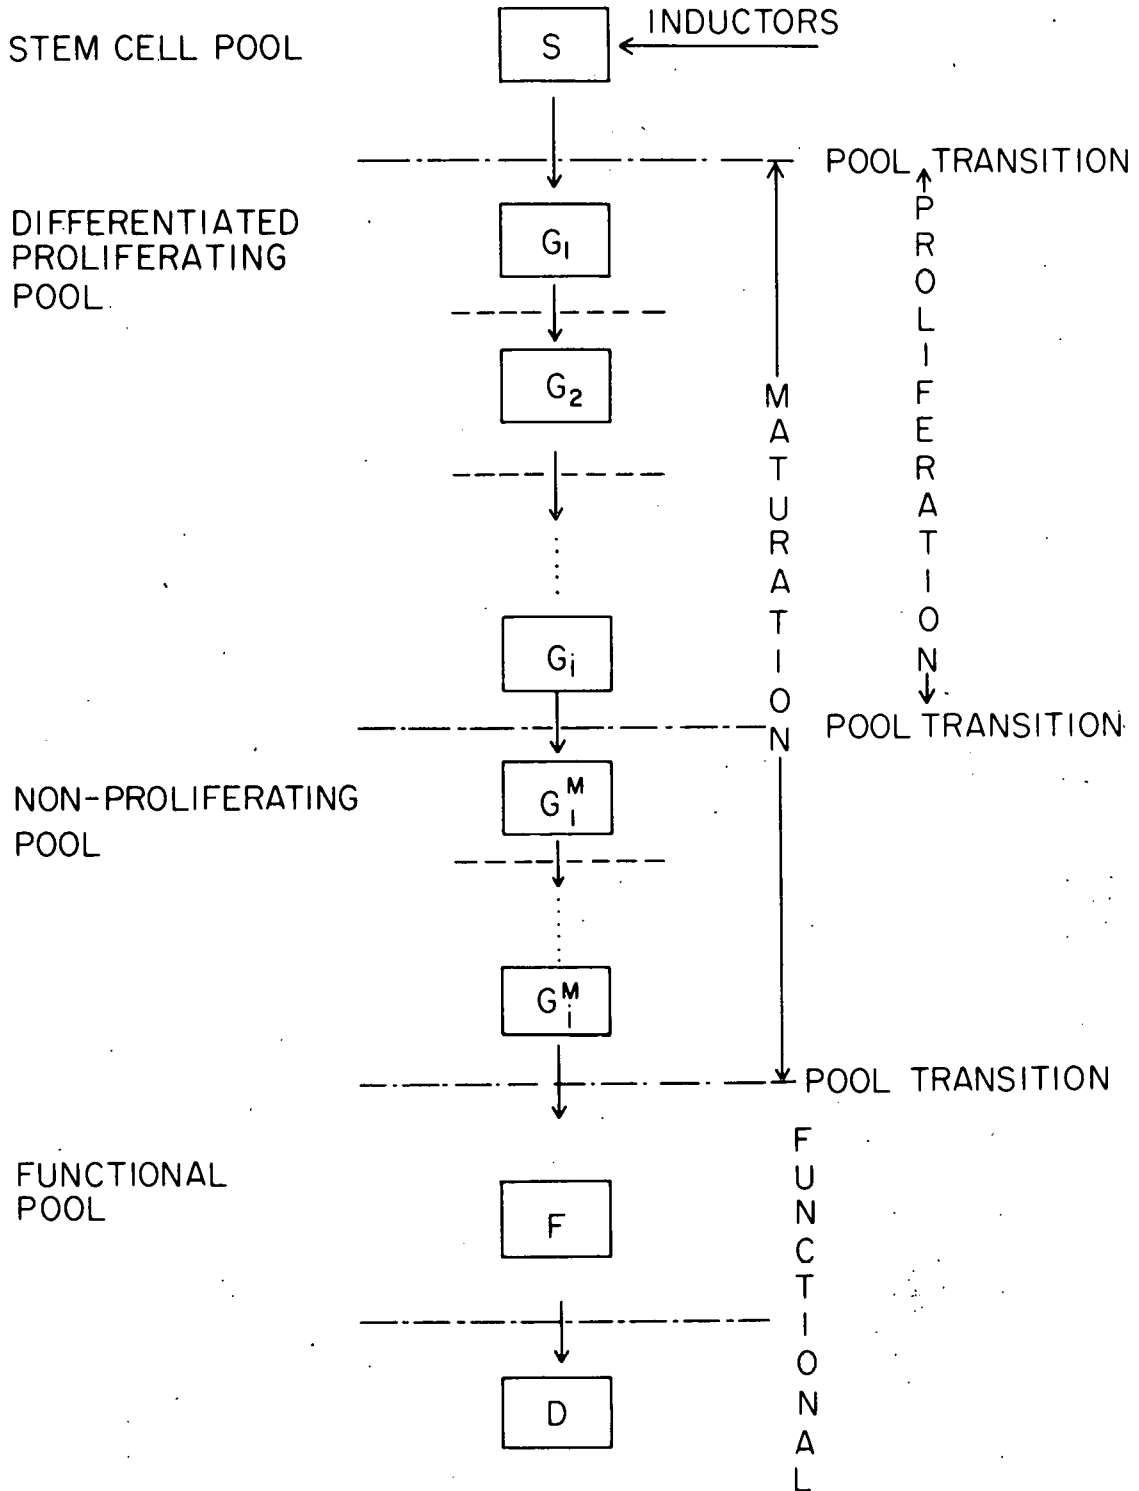 INDUCTORS
STEM CELL POOL
S
POOL TRANSITION
DIFFERENTIATED
PROLIFERATING
POOL
G₁
G₂
MATURATION
PROLIFERATION
Gᵢ
POOL TRANSITION
NON-PROLIFERATING
POOL
G₁ᴹ
Gᵢᴹ
POOL TRANSITION
FUNCTIONAL
POOL
F
FUNCTIONAL
D